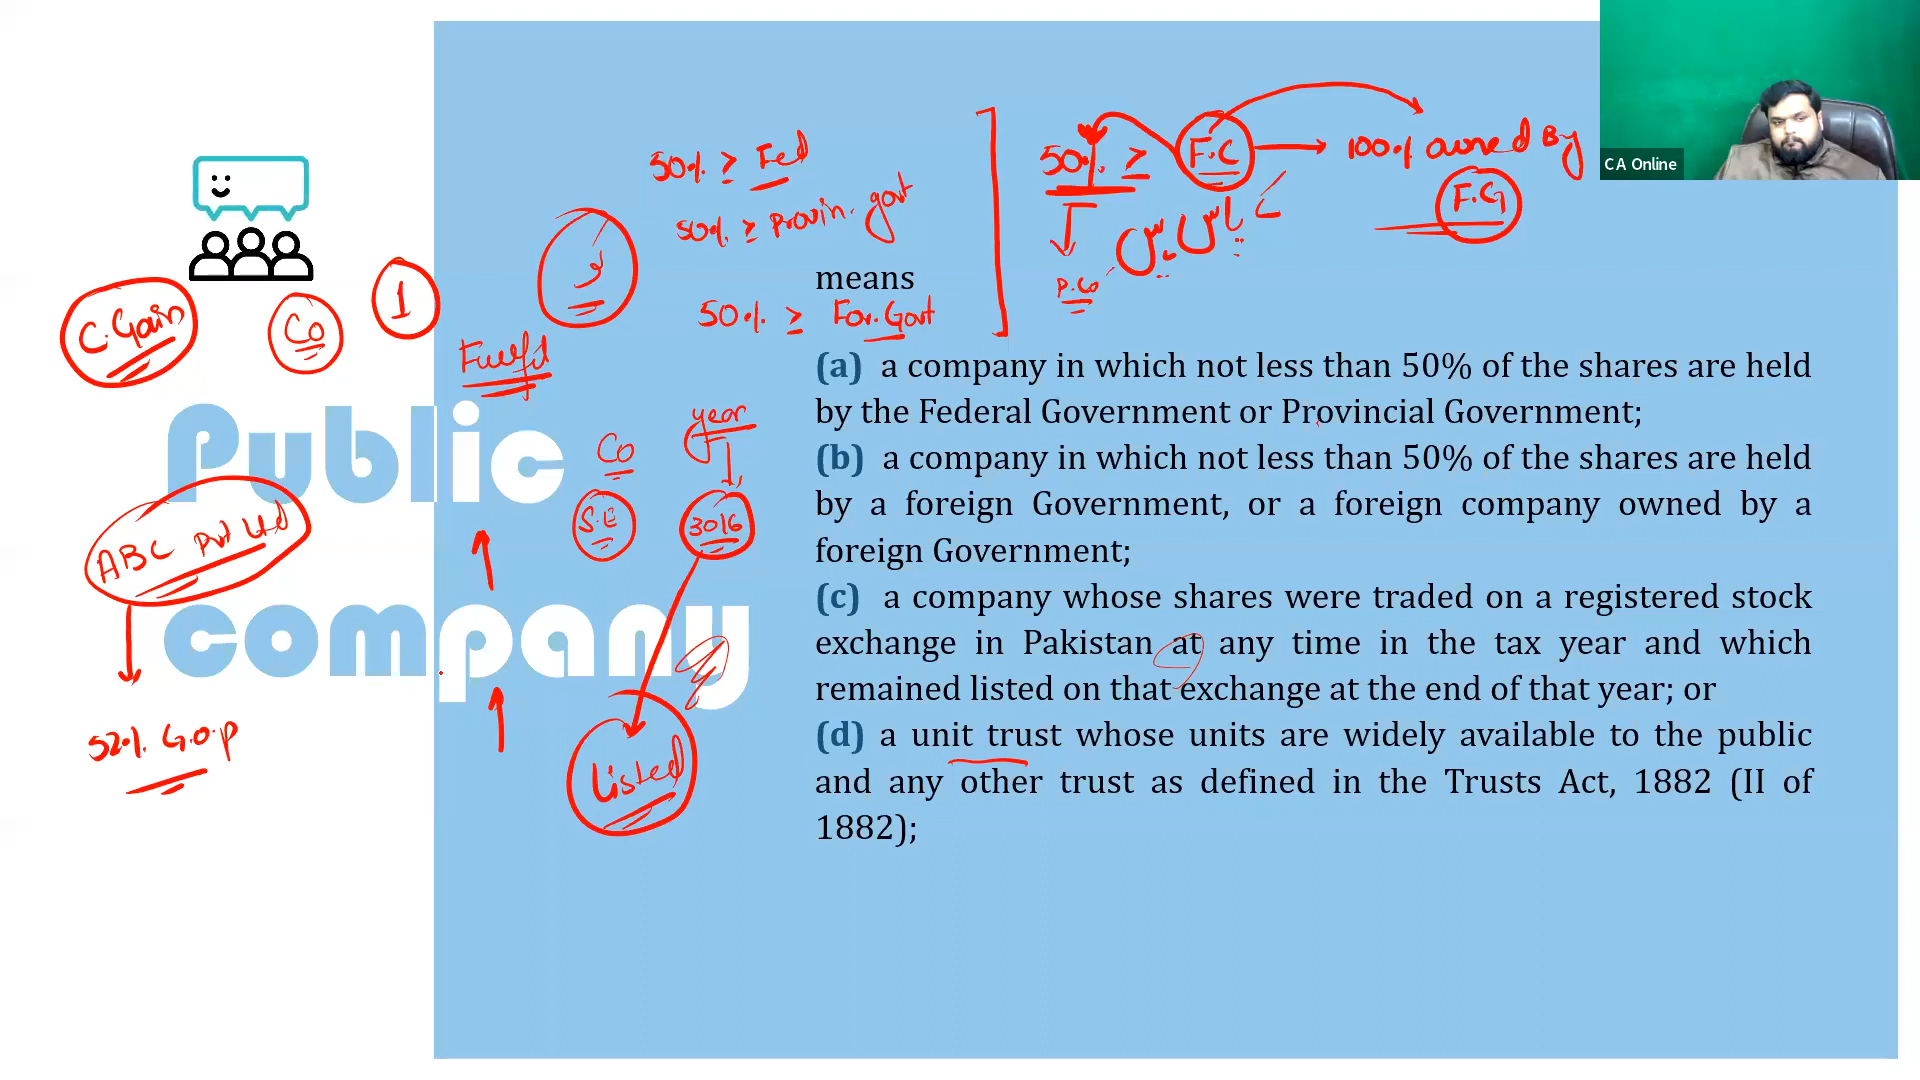 50% ≥ Fed
50% ≥ Provin. govt
means
50% ≥ For. Govt
50% ≥ F.C → 100% owned By
F.G
P.Co
C.Gain
Co
1
(a) a company in which not less than 50% of the shares are held
by the Federal Government or Provincial Government;
(b) a company in which not less than 50% of the shares are held
by a foreign Government, or a foreign company owned by a
foreign Government;
(c) a company whose shares were traded on a registered stock
exchange in Pakistan at any time in the tax year and which
remained listed on that exchange at the end of that year; or
(d) a unit trust whose units are widely available to the public
and any other trust as defined in the Trusts Act, 1882 (II of
1882);
Public
company
ABC Pvt Ltd
52% G.O.P
Co
year
S.E
3016
Listed
C A Online